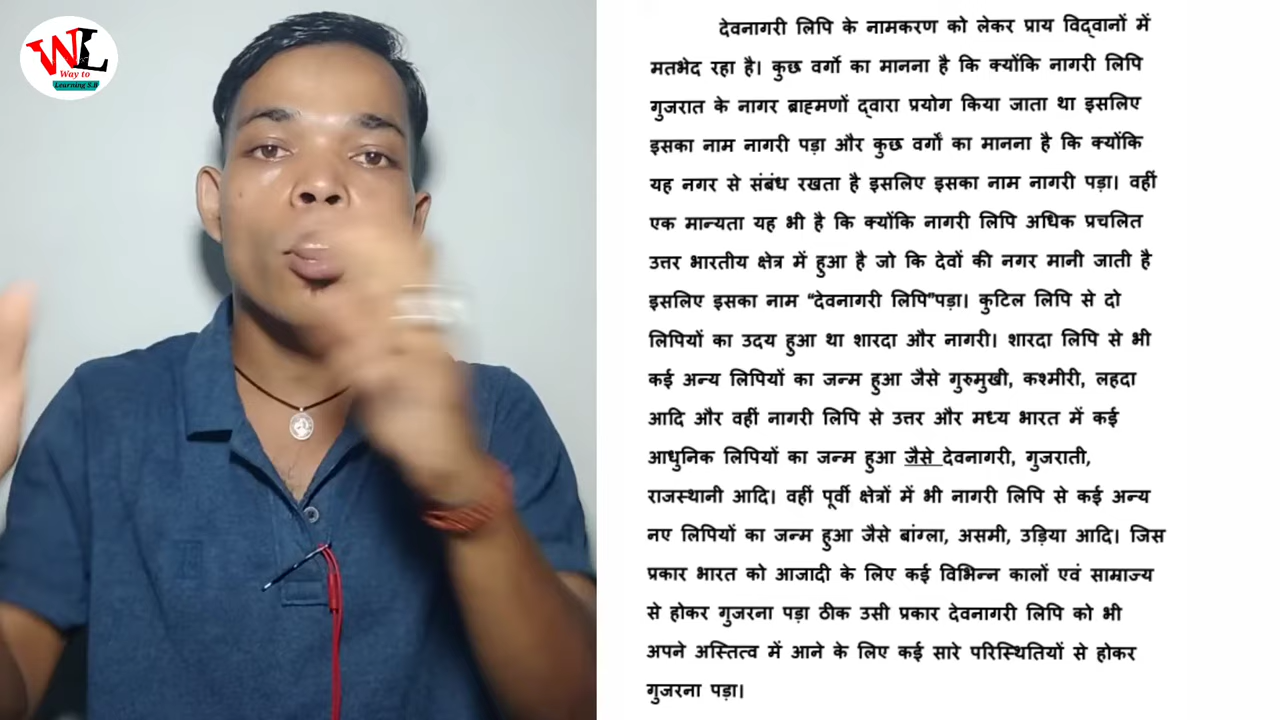 WL
Way to
Learning S.B
देवनागरी लिपि के नामकरण को लेकर प्राय विद्वानों में
मतभेद रहा है। कुछ वर्गो का मानना है कि क्योंकि नागरी लिपि
गुजरात के नागर ब्राह्मणों द्वारा प्रयोग किया जाता था इसलिए
इसका नाम नागरी पड़ा और कुछ वर्गों का मानना है कि क्योंकि
यह नगर से संबंध रखता है इसलिए इसका नाम नागरी पड़ा। वहीं
एक मान्यता यह भी है कि क्योंकि नागरी लिपि अधिक प्रचलित
उत्तर भारतीय क्षेत्र में हुआ है जो कि देवों की नगर मानी जाती है
इसलिए इसका नाम “देवनागरी लिपि”पड़ा। कुटिल लिपि से दो
लिपियों का उदय हुआ था शारदा और नागरी। शारदा लिपि से भी
कई अन्य लिपियों का जन्म हुआ जैसे गुरुमुखी, कश्मीरी, लहदा
आदि और वहीं नागरी लिपि से उत्तर और मध्य भारत में कई
आधुनिक लिपियों का जन्म हुआ जैसे देवनागरी, गुजराती,
राजस्थानी आदि। वहीं पूर्वी क्षेत्रों में भी नागरी लिपि से कई अन्य
नए लिपियों का जन्म हुआ जैसे बांग्ला, असमी, उड़िया आदि। जिस
प्रकार भारत को आजादी के लिए कई विभिन्न कालों एवं साम्राज्य
से होकर गुजरना पड़ा ठीक उसी प्रकार देवनागरी लिपि को भी
अपने अस्तित्व में आने के लिए कई सारे परिस्थितियों से होकर
गुजरना पड़ा।